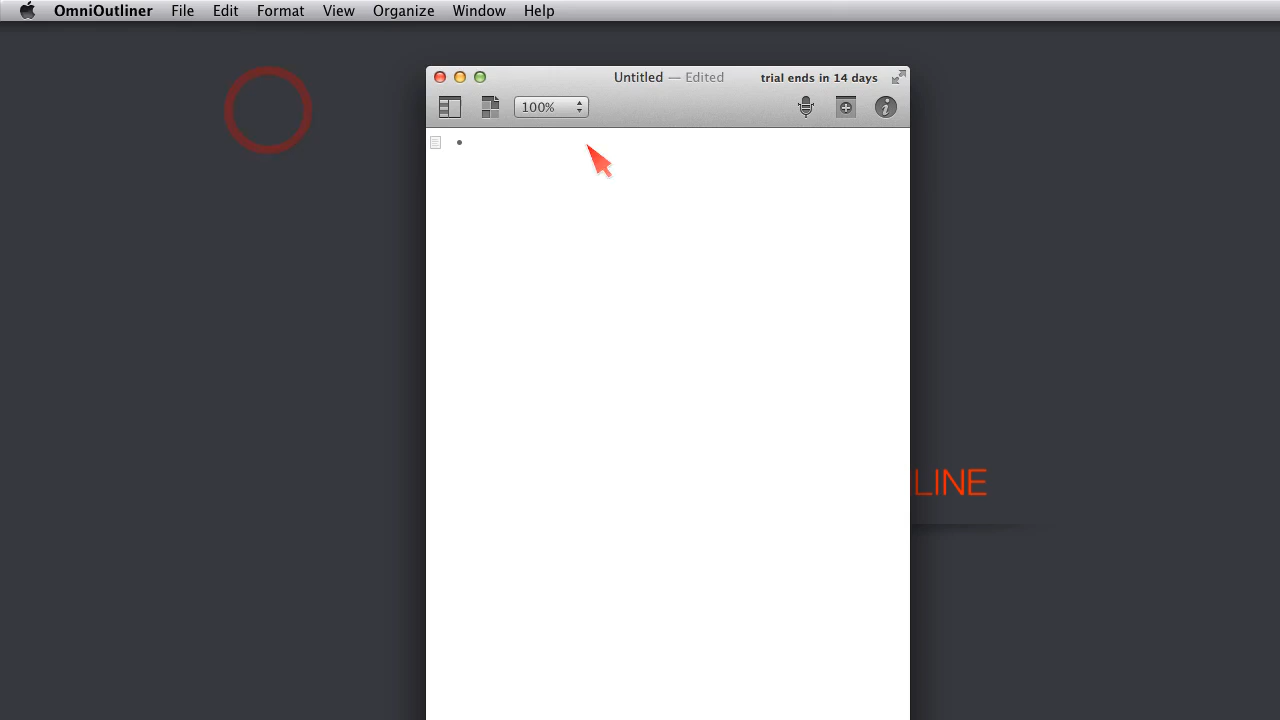 OmniOutliner File Edit Format View Organize Window Help
Untitled — Edited trial ends in 14 days
100%
LINE